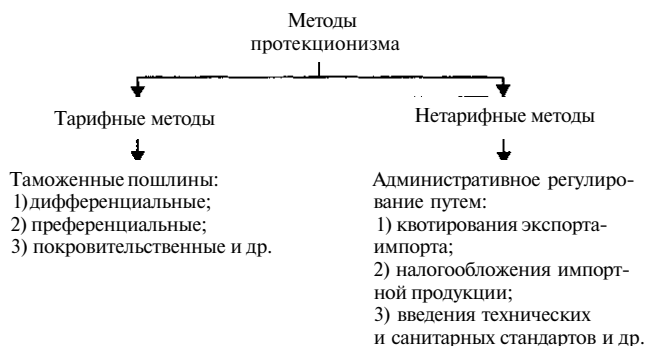 Методы
протекционизма
Тарифные методы
Нетарифные методы
Таможенные пошлины:
1)дифференциальные;
2) преференциальные;
3) покровительственные и др.
Административное регулиро-
вание путем:
1) квотирования экспорта-
импорта;
2) налогообложения импорт-
ной продукции;
3) введения технических
и санитарных стандартов и др.